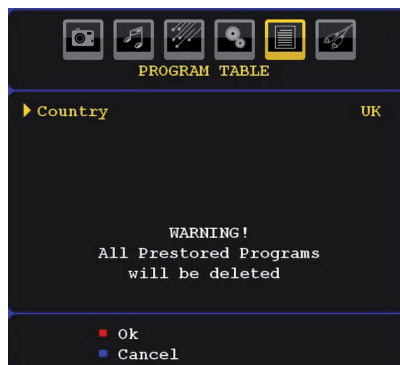 PROGRAM TABLE
Country UK
WARNING!
All Prestored Programs
will be deleted
Ok
Cancel